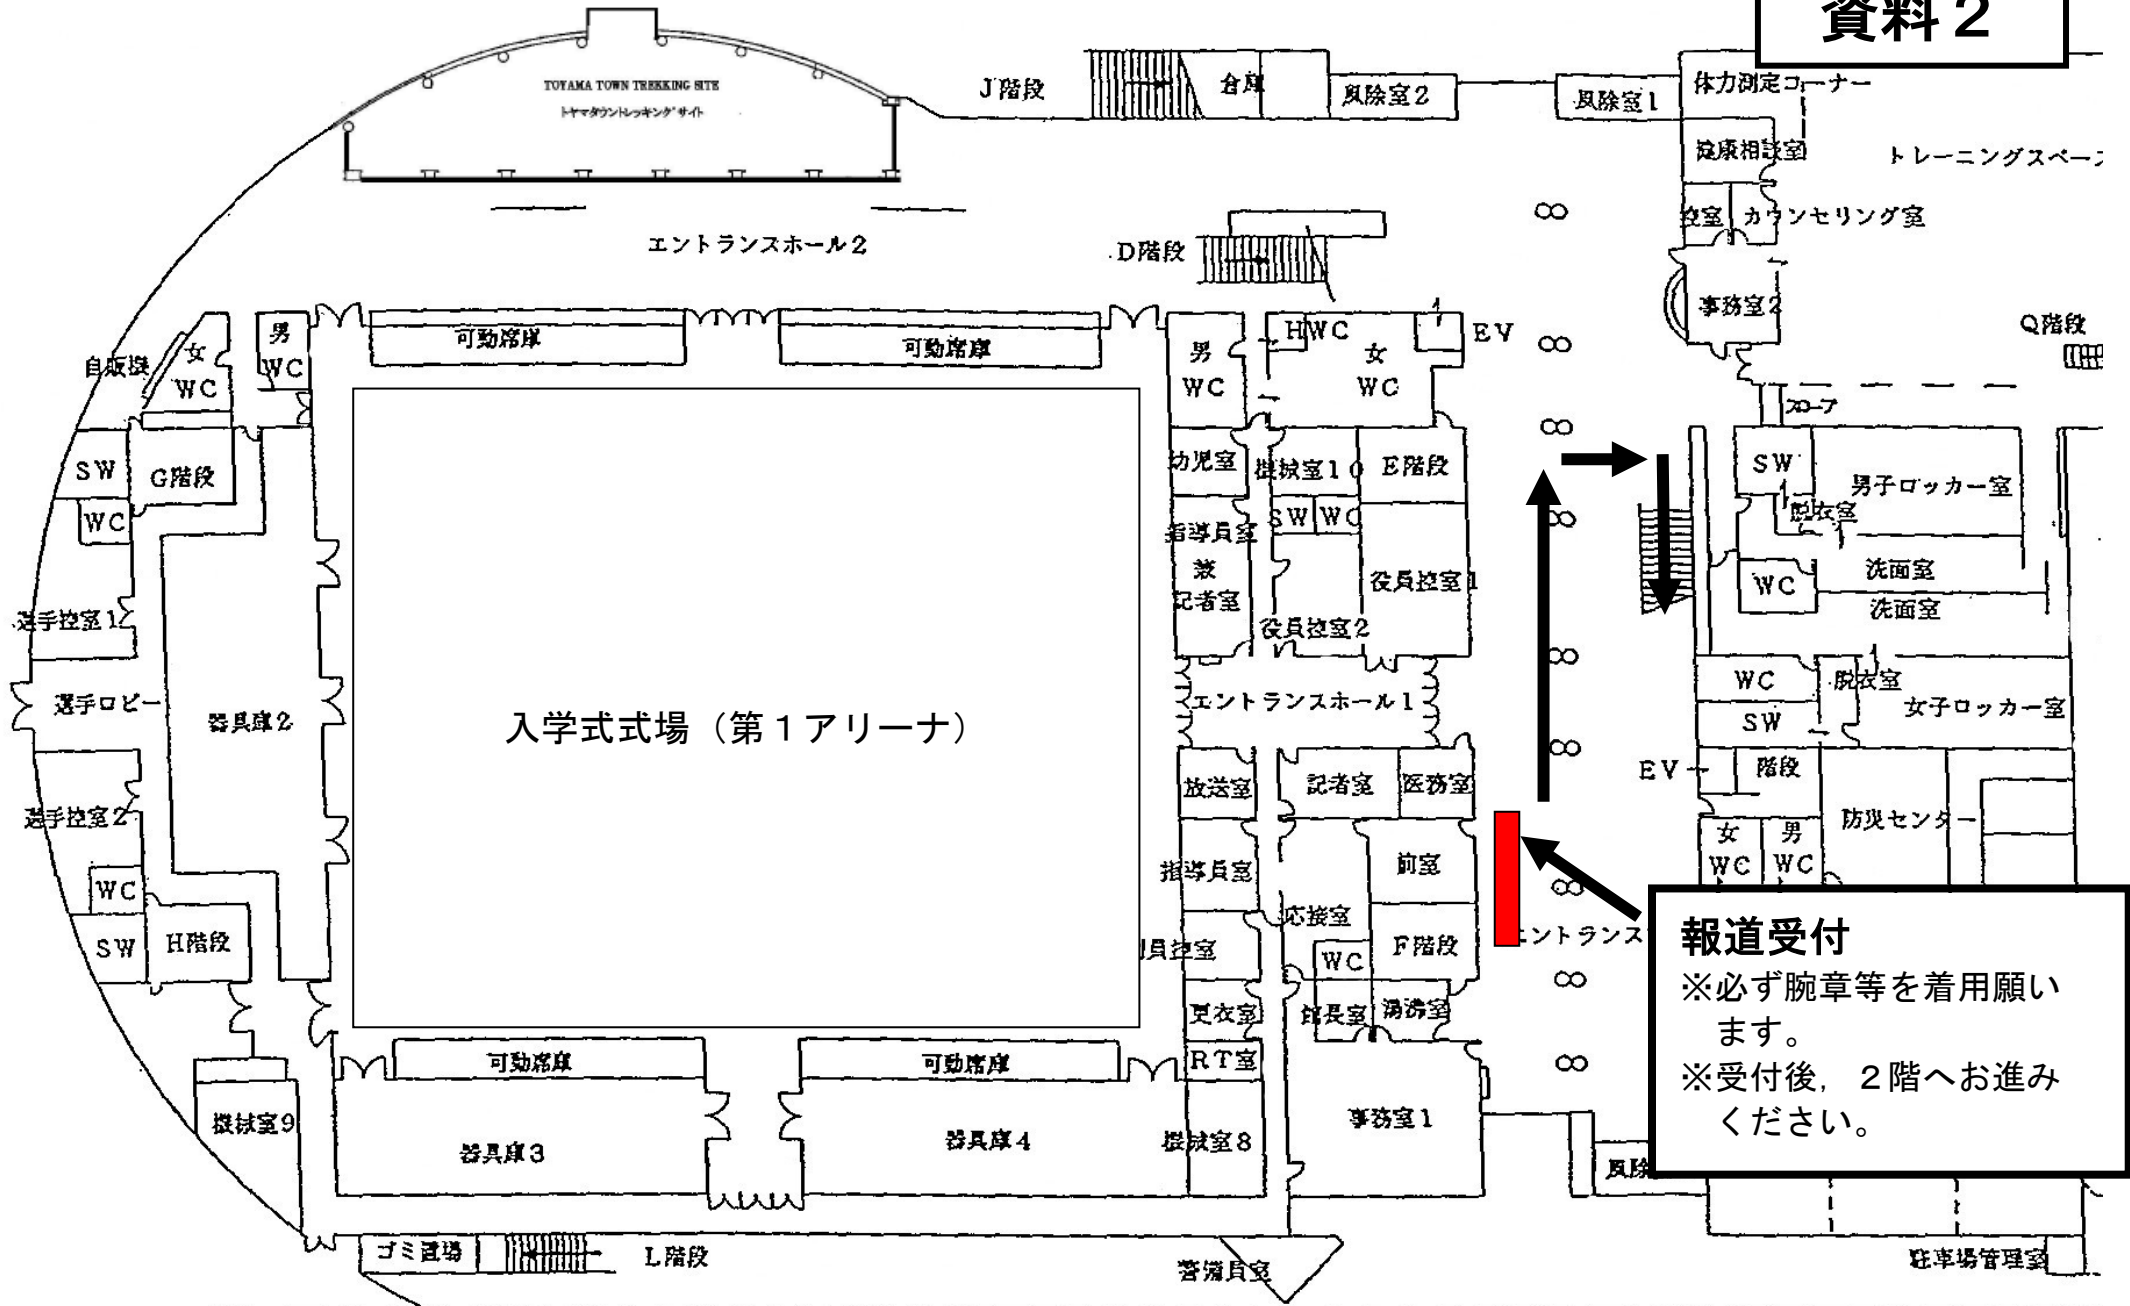 資料２
TOYAMA TOWN TREKKING SITE
トヤマタウントレッキングサイト
J階段
倉庫
風除室2
風除室1
体力測定コーナー
健康相談室
トレーニングスペース
控室
カウンセリング室
エントランスホール2
D階段
事務室2
Q階段
自販機
女
WC
男
WC
可動席庫
可動席庫
男
WC
HWC
女
WC
EV
スロープ
SW
G階段
WC
幼児室
機械室10
E階段
SW
男子ロッカー室
脱衣室
指導員室
兼
記者室
SW
WC
役員控室1
役員控室2
WC
洗面室
洗面室
選手控室1
選手ロビー
器具庫2
入学式式場（第１アリーナ）
エントランスホール1
WC
脱衣室
SW
女子ロッカー室
EV
階段
選手控室2
放送室
記者室
医務室
防災センター
女
WC
男
WC
WC
SW
H階段
指導員室
前室
応接室
F階段
員控室
WC
ントランス
更衣室
館長室
湯沸室
RT室
報道受付
※必ず腕章等を着用願い
ます。
※受付後，２階へお進み
ください。
可動席庫
可動席庫
機械室9
器具庫3
器具庫4
機械室8
事務室1
風除
ゴミ置場
L階段
警備員室
駐車場管理室